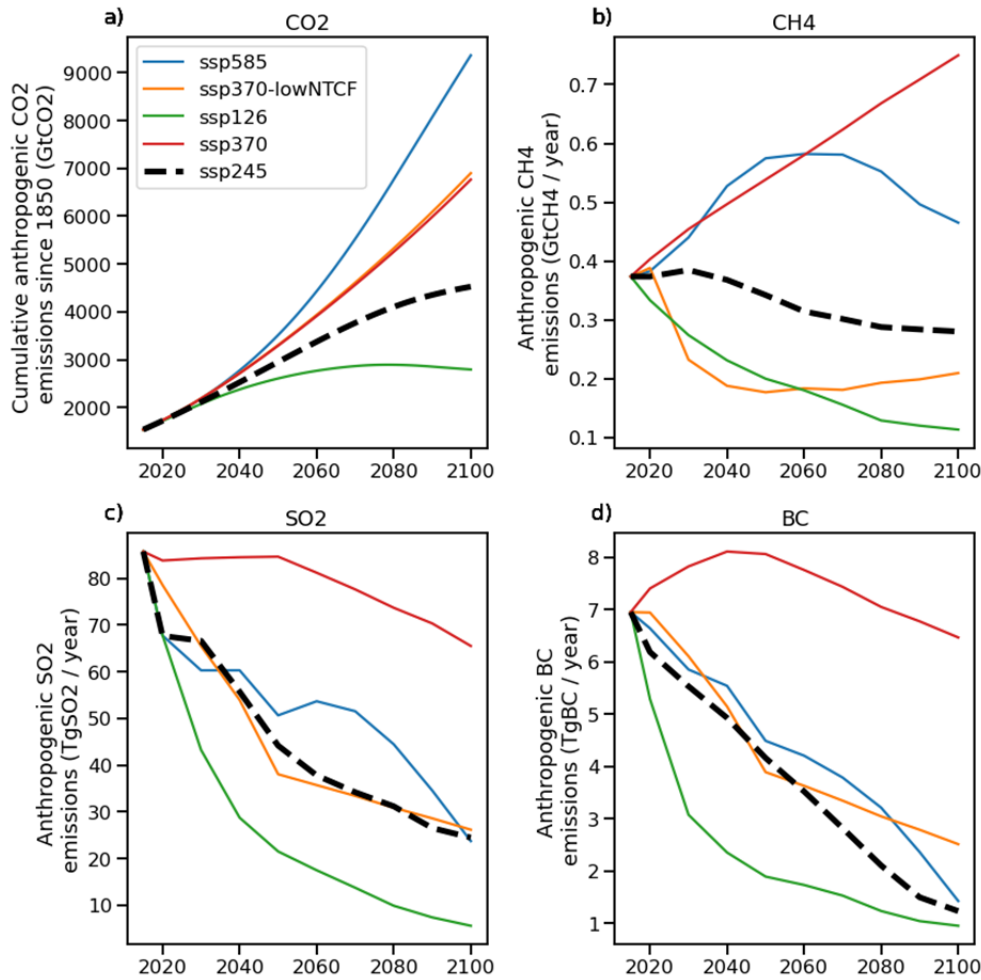 a)
CO2
ssp585
ssp370-lowNTCF
ssp126
ssp370
ssp245
Cumulative anthropogenic CO2
emissions since 1850 (GtCO2)
9000
8000
7000
6000
5000
4000
3000
2000
2020 2040 2060 2080 2100
b)
CH4
Anthropogenic CH4
emissions (GtCH4 / year)
0.7
0.6
0.5
0.4
0.3
0.2
0.1
2020 2040 2060 2080 2100
c)
SO2
Anthropogenic SO2
emissions (TgSO2 / year)
80
70
60
50
40
30
20
10
2020 2040 2060 2080 2100
d)
BC
Anthropogenic BC
emissions (TgBC / year)
8
7
6
5
4
3
2
1
2020 2040 2060 2080 2100